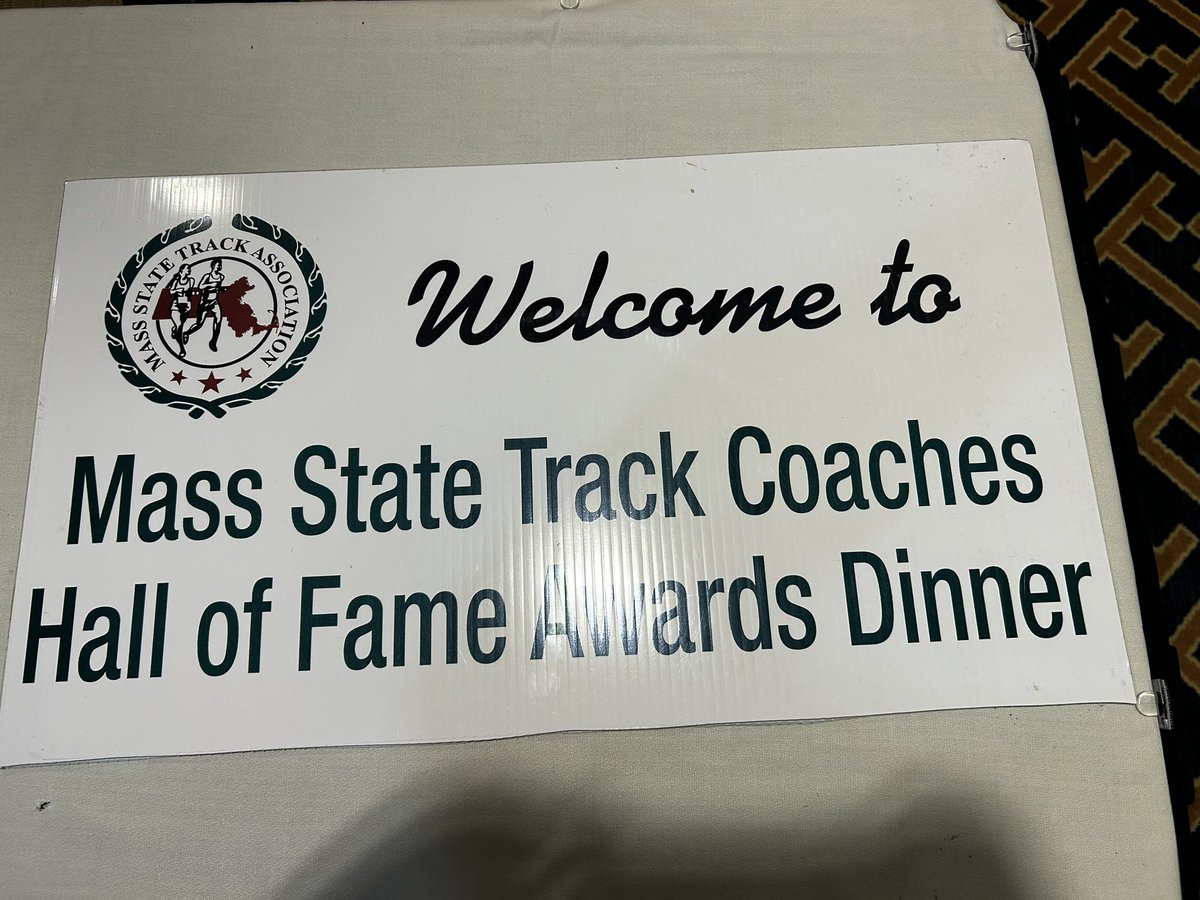 MASS STATE TRACK ASSOCIATION
Welcome to
Mass State Track Coaches
Hall of Fame Awards Dinner